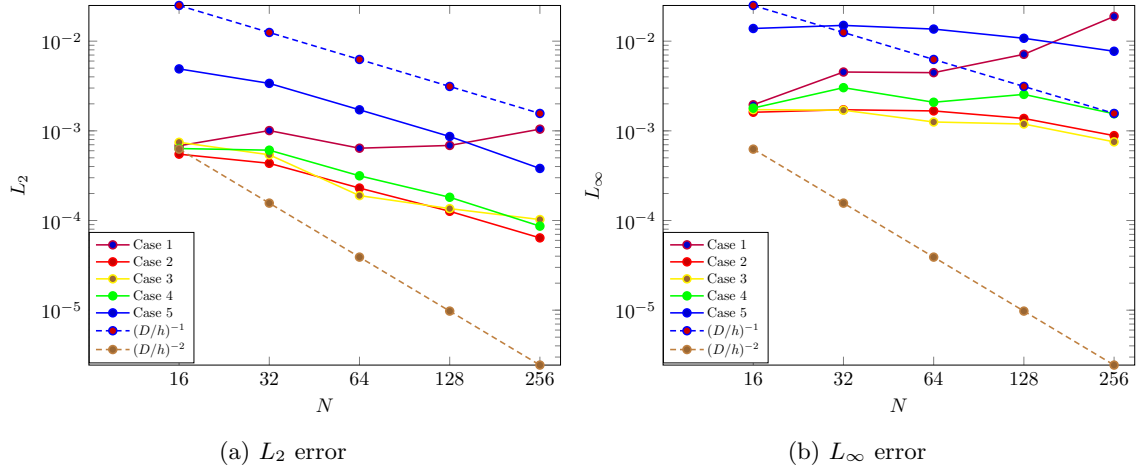 10⁻²
10⁻³
10⁻⁴
10⁻⁵
L₂
Case 1
Case 2
Case 3
Case 4
Case 5
(D/h)⁻¹
(D/h)⁻²
16 32 64 128 256
N
(a) L₂ error
10⁻²
10⁻³
10⁻⁴
10⁻⁵
L∞
Case 1
Case 2
Case 3
Case 4
Case 5
(D/h)⁻¹
(D/h)⁻²
16 32 64 128 256
N
(b) L∞ error